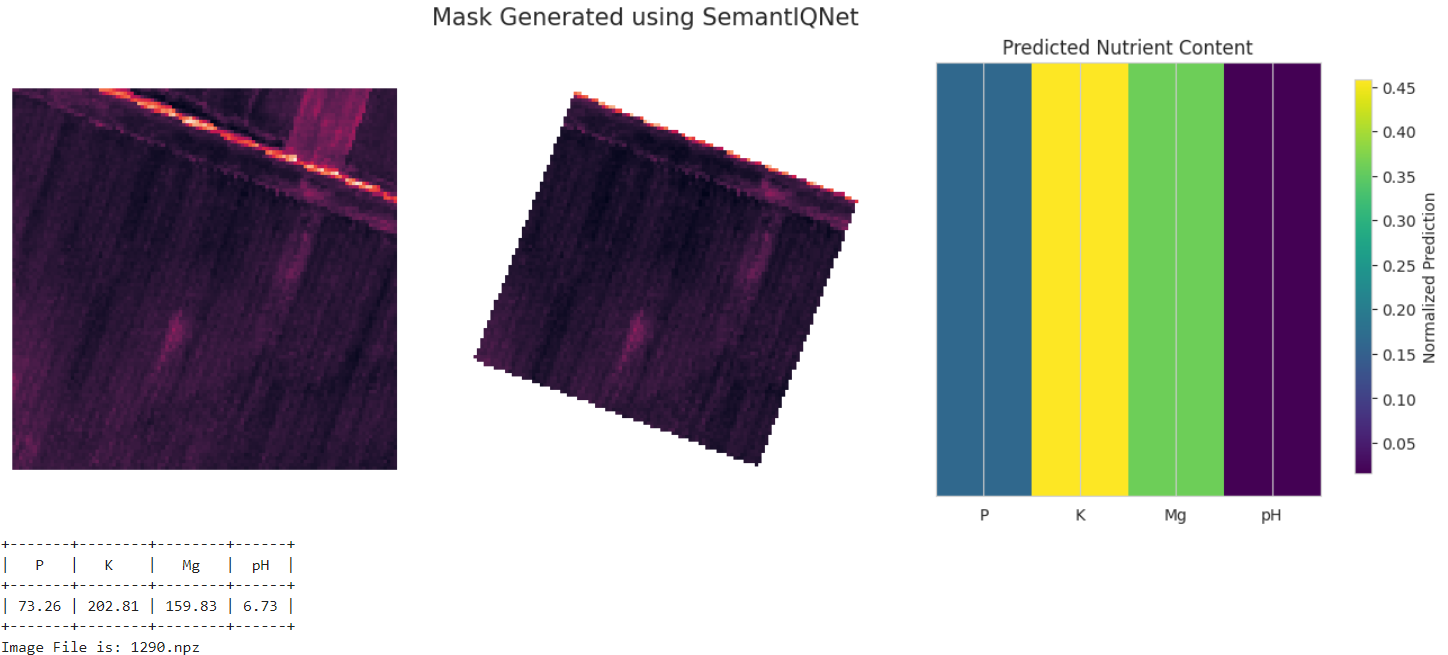 Mask Generated using SemantIQNet
Predicted Nutrient Content
0.45
0.40
0.35
0.30
0.25
0.20
0.15
0.10
0.05
Normalized Prediction
P K Mg pH
+-------+--------+--------+------+
| P | K | Mg | pH |
+-------+--------+--------+------+
| 73.26 | 202.81 | 159.83 | 6.73 |
+-------+--------+--------+------+
Image File is: 1290.npz